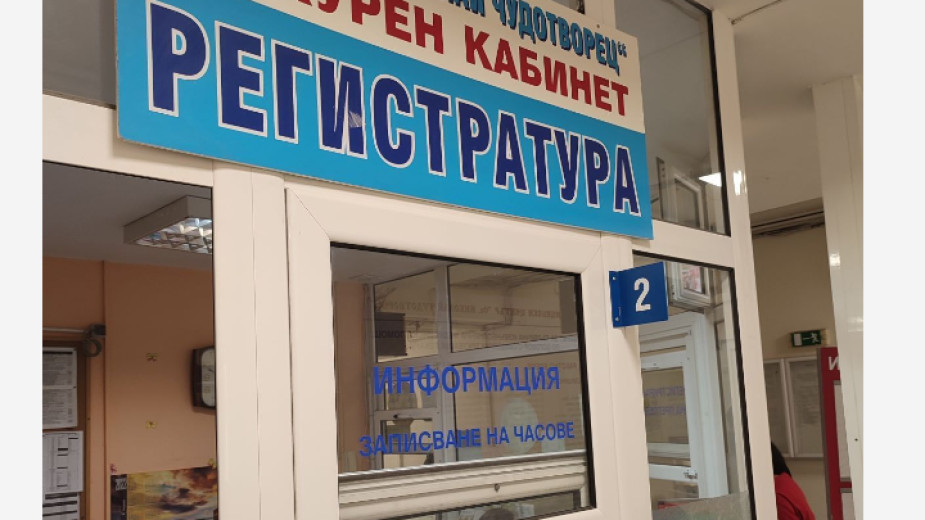 ЧУДОТВОРЕЦ“
КАБИНЕТ
РЕГИСТРАТУРА
2
ИНФОРМАЦИЯ
ЗАПИСВАНЕ НА ЧАСОВЕ